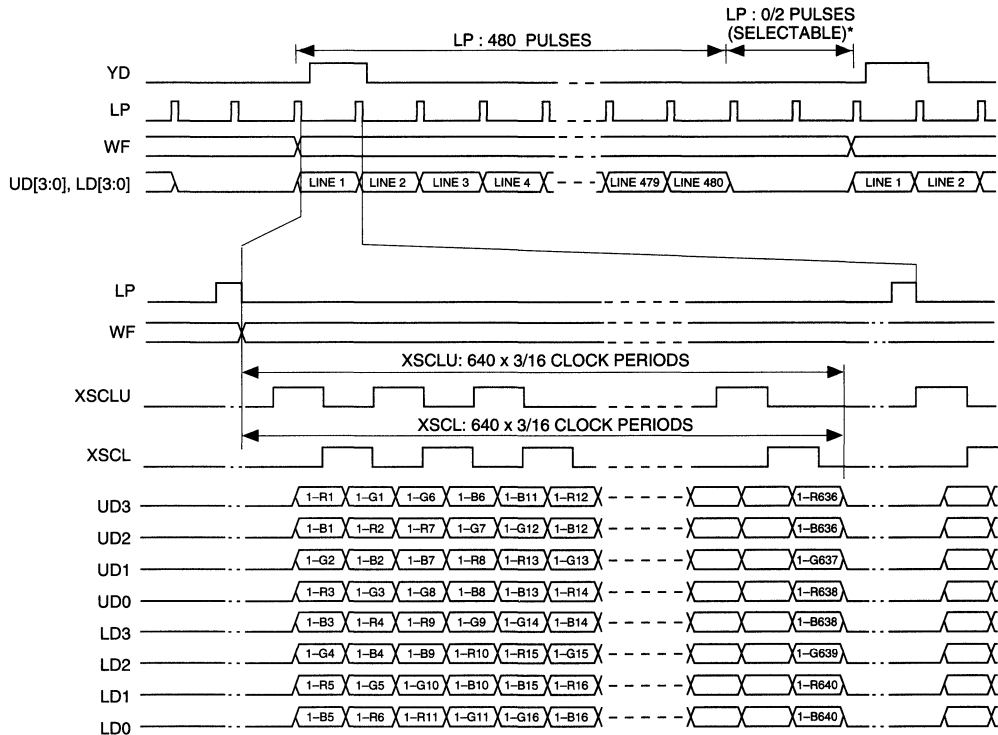 LP : 0/2 PULSES
(SELECTABLE)*
LP : 480 PULSES
YD
LP
WF
UD[3:0], LD[3:0] LINE 1 LINE 2 LINE 3 LINE 4 LINE 479 LINE 480 LINE 1 LINE 2
LP
WF
XSCLU: 640 x 3/16 CLOCK PERIODS
XSCLU
XSCL: 640 x 3/16 CLOCK PERIODS
XSCL
UD3 1–R1 1–G1 1–G6 1–B6 1–B11 1–R12 1–R636
UD2 1–B1 1–R2 1–R7 1–G7 1–G12 1–B12 1–B636
UD1 1–G2 1–B2 1–B7 1–R8 1–R13 1–G13 1–G637
UD0 1–R3 1–G3 1–G8 1–B8 1–B13 1–R14 1–R638
LD3 1–B3 1–R4 1–R9 1–G9 1–G14 1–B14 1–B638
LD2 1–G4 1–B4 1–B9 1–R10 1–R15 1–G15 1–G639
LD1 1–R5 1–G5 1–G10 1–B10 1–B15 1–R16 1–R640
LD0 1–B5 1–R6 1–R11 1–G11 1–G16 1–B16 1–B640